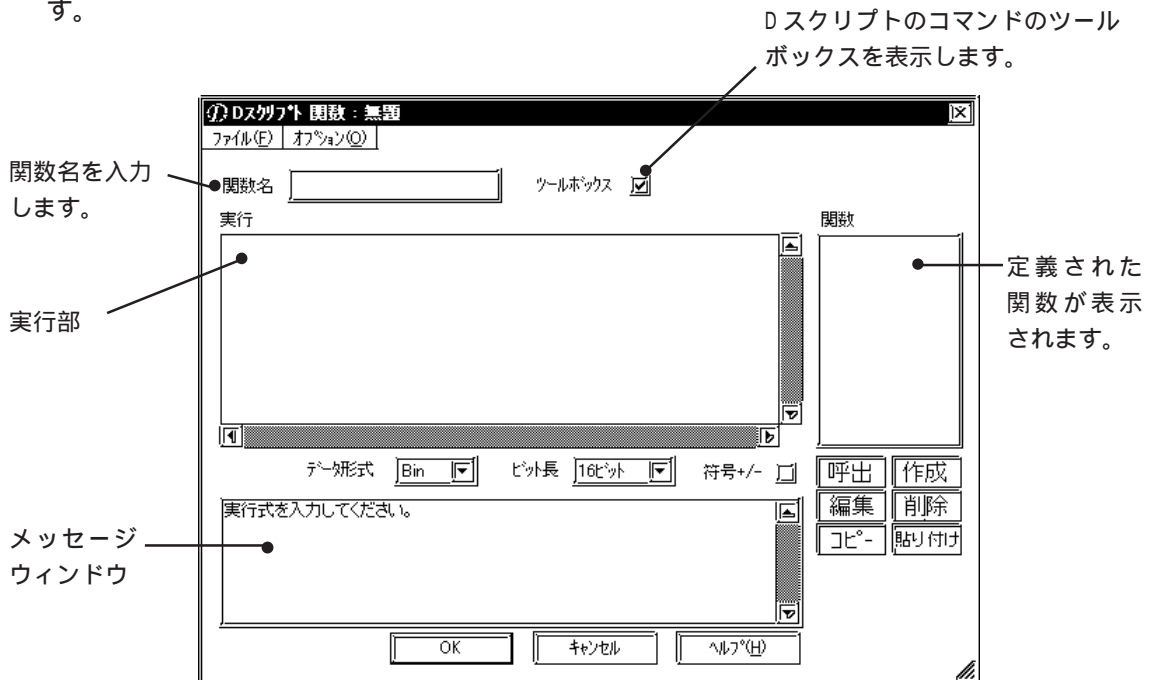 す。
Dスクリプトのコマンドのツール
ボックスを表示します。
Dスクリプト 関数：無題
ファイル(F) オプション(O)
関数名を入力
します。
関数名
ツールボックス
実行
関数
実行部
定義された
関数が表示
されます。
データ形式 Bin ビット長 16ビット 符号+/-
呼出 作成
編集 削除
コピー 貼り付け
実行式を入力してください。
メッセージ
ウィンドウ
OK キャンセル ヘルプ(H)